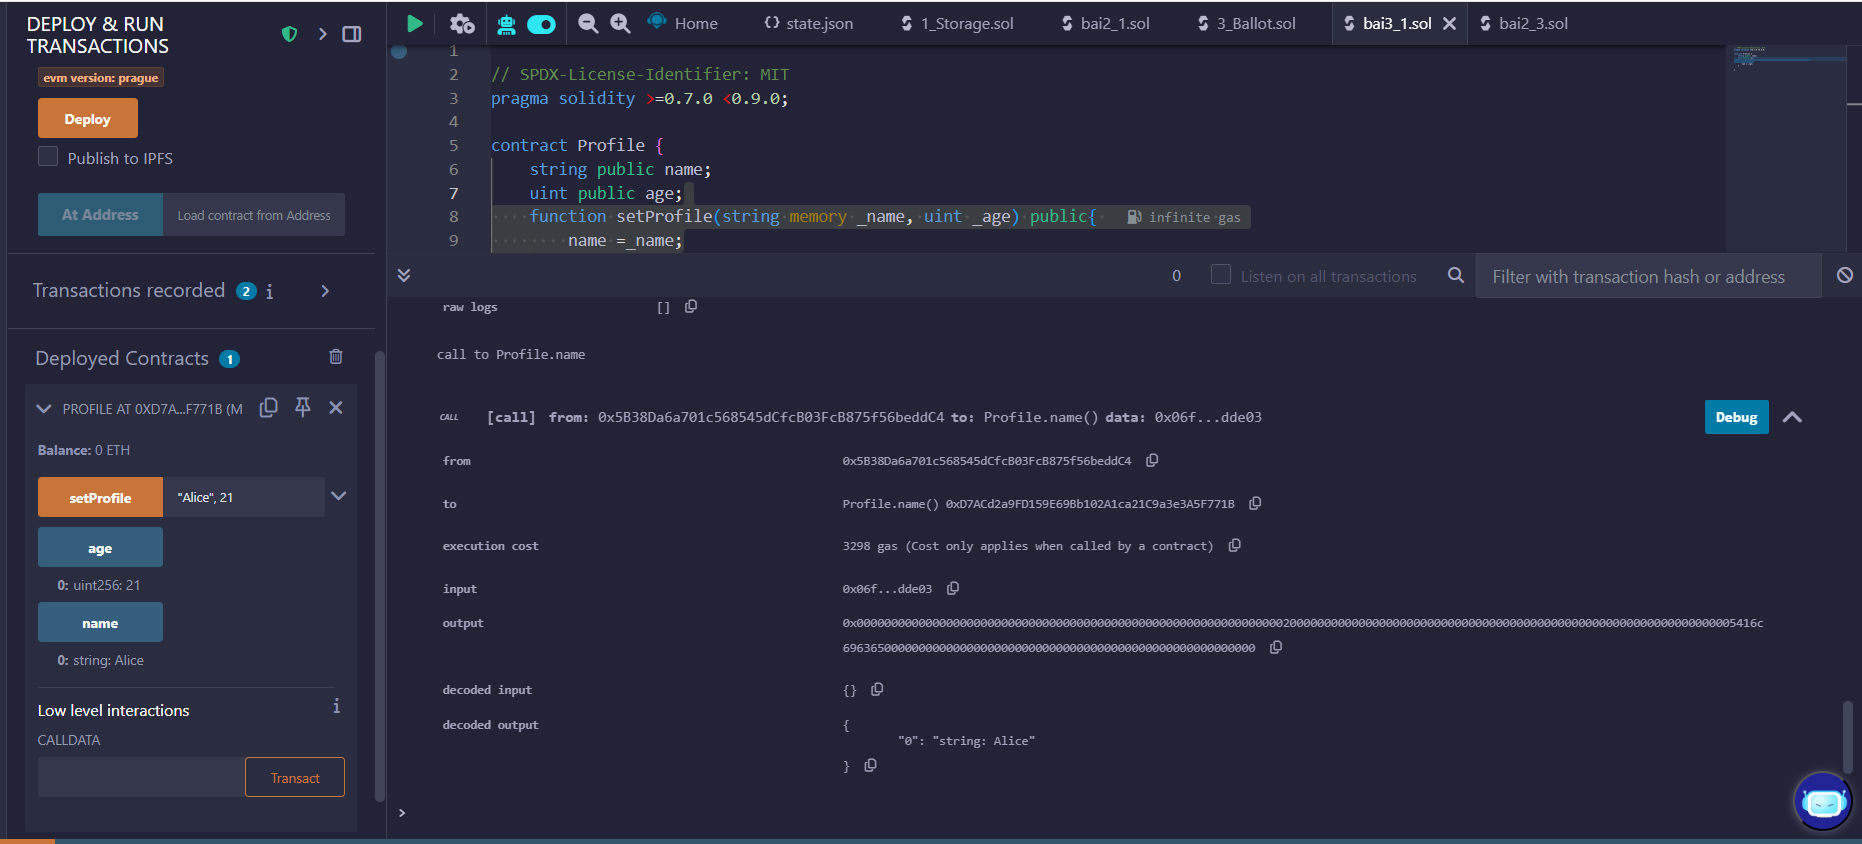 DEPLOY & RUN
TRANSACTIONS
evm version: prague
Deploy
Publish to IPFS
At Address
Load contract from Address
Transactions recorded 2 i
Deployed Contracts 1
PROFILE AT 0XD7A...F771B (M
Balance: 0 ETH
setProfile "Alice", 21
age
0: uint256: 21
name
0: string: Alice
Low level interactions i
CALLDATA
Transact
Home
{} state.json
1_Storage.sol
bai2_1.sol
3_Ballot.sol
bai3_1.sol
bai2_3.sol
1
2 // SPDX-License-Identifier: MIT
3 pragma solidity >=0.7.0 <0.9.0;
4
5 contract Profile {
6 string public name;
7 uint public age;
8 function setProfile(string memory _name, uint _age) public{ infinite gas
9 name =_name;
0 Listen on all transactions Filter with transaction hash or address
raw logs []
call to Profile.name
CALL [call] from: 0x5B38Da6a701c568545dCfcB03FcB875f56beddC4 to: Profile.name() data: 0x06f...dde03 Debug
from 0x5B38Da6a701c568545dCfcB03FcB875f56beddC4
to Profile.name() 0xD7ACd2a9FD159E69Bb102A1ca21C9a3e3A5F771B
execution cost 3298 gas (Cost only applies when called by a contract)
input 0x06f...dde03
output 0x00000000000000000000000000000000000000000000000000000000000000200000000000000000000000000000000000000000000000000000000000000005416c
696365000000000000000000000000000000000000000000000000000000
decoded input {}
decoded output {
"0": "string: Alice"
}
>